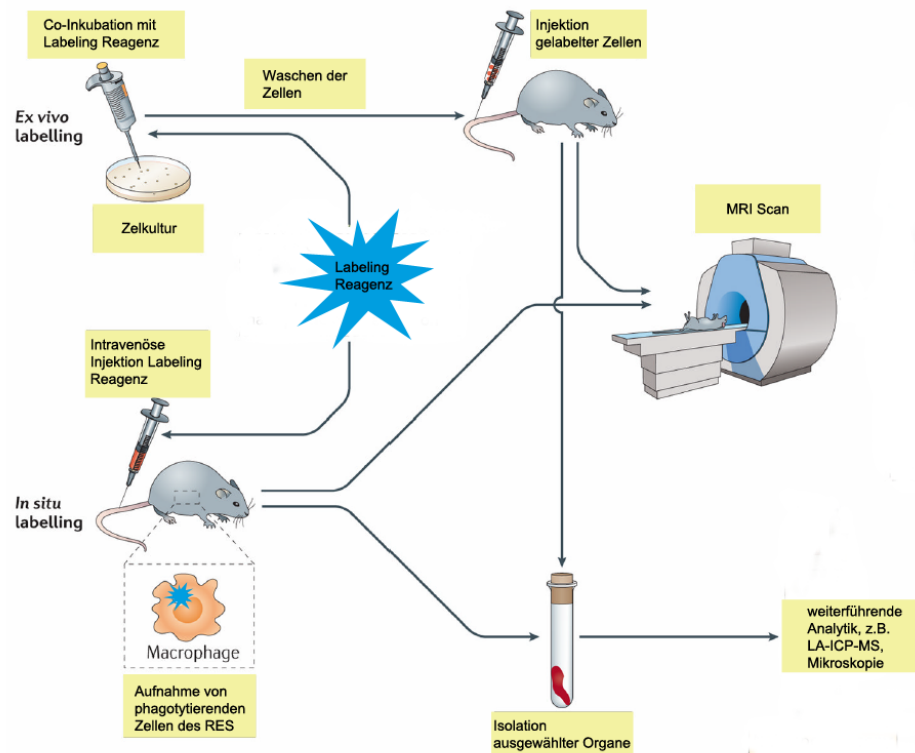 Co-Inkubation mit
Labeling Reagenz
Injektion
gelabelter Zellen
Waschen der
Zellen
Ex vivo
labelling
Zelkultur
MRI Scan
Labeling
Reagenz
Intravenöse
Injektion Labeling
Reagenz
In situ
labelling
Macrophage
Aufnahme von
phagotytierenden
Zellen des RES
Isolation
ausgewählter Organe
weiterführende
Analytik, z.B.
LA-ICP-MS,
Mikroskopie